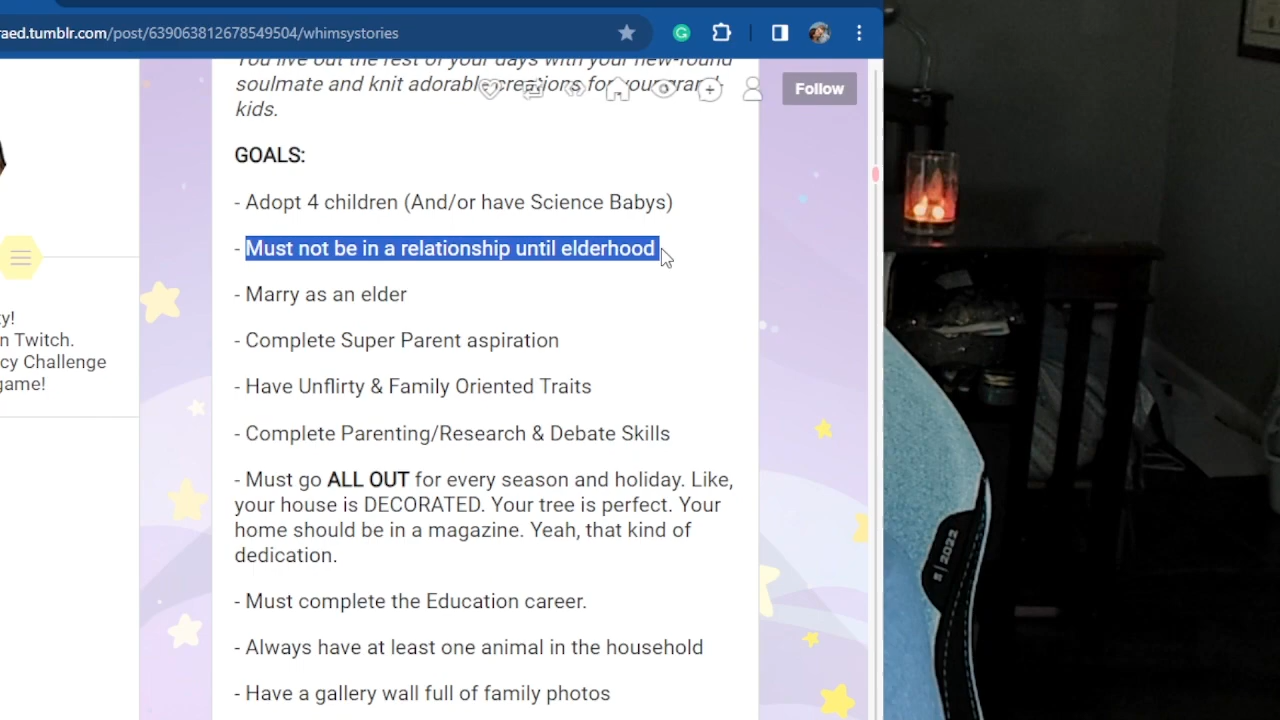 raed.tumblr.com/post/639063812678549504/whimsystories
You live out the rest of your days with your new-found
soulmate and knit adorable creations for your grand-
kids.
Follow
GOALS:
- Adopt 4 children (And/or have Science Babys)
- Must not be in a relationship until elderhood
- Marry as an elder
- Complete Super Parent aspiration
- Have Unflirty & Family Oriented Traits
- Complete Parenting/Research & Debate Skills
- Must go ALL OUT for every season and holiday. Like,
your house is DECORATED. Your tree is perfect. Your
home should be in a magazine. Yeah, that kind of
dedication.
- Must complete the Education career.
- Always have at least one animal in the household
- Have a gallery wall full of family photos
y!
n Twitch.
cy Challenge
game!
2022